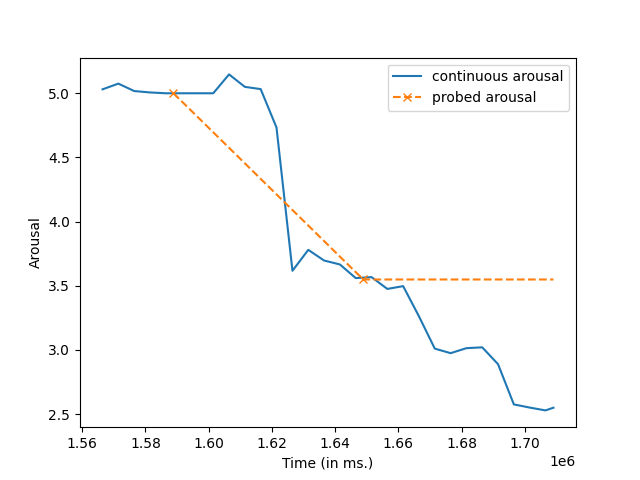 continuous arousal
probed arousal
5.0
4.5
4.0
3.5
3.0
2.5
Arousal
1.56 1.58 1.60 1.62 1.64 1.66 1.68 1.70
1e6
Time (in ms.)